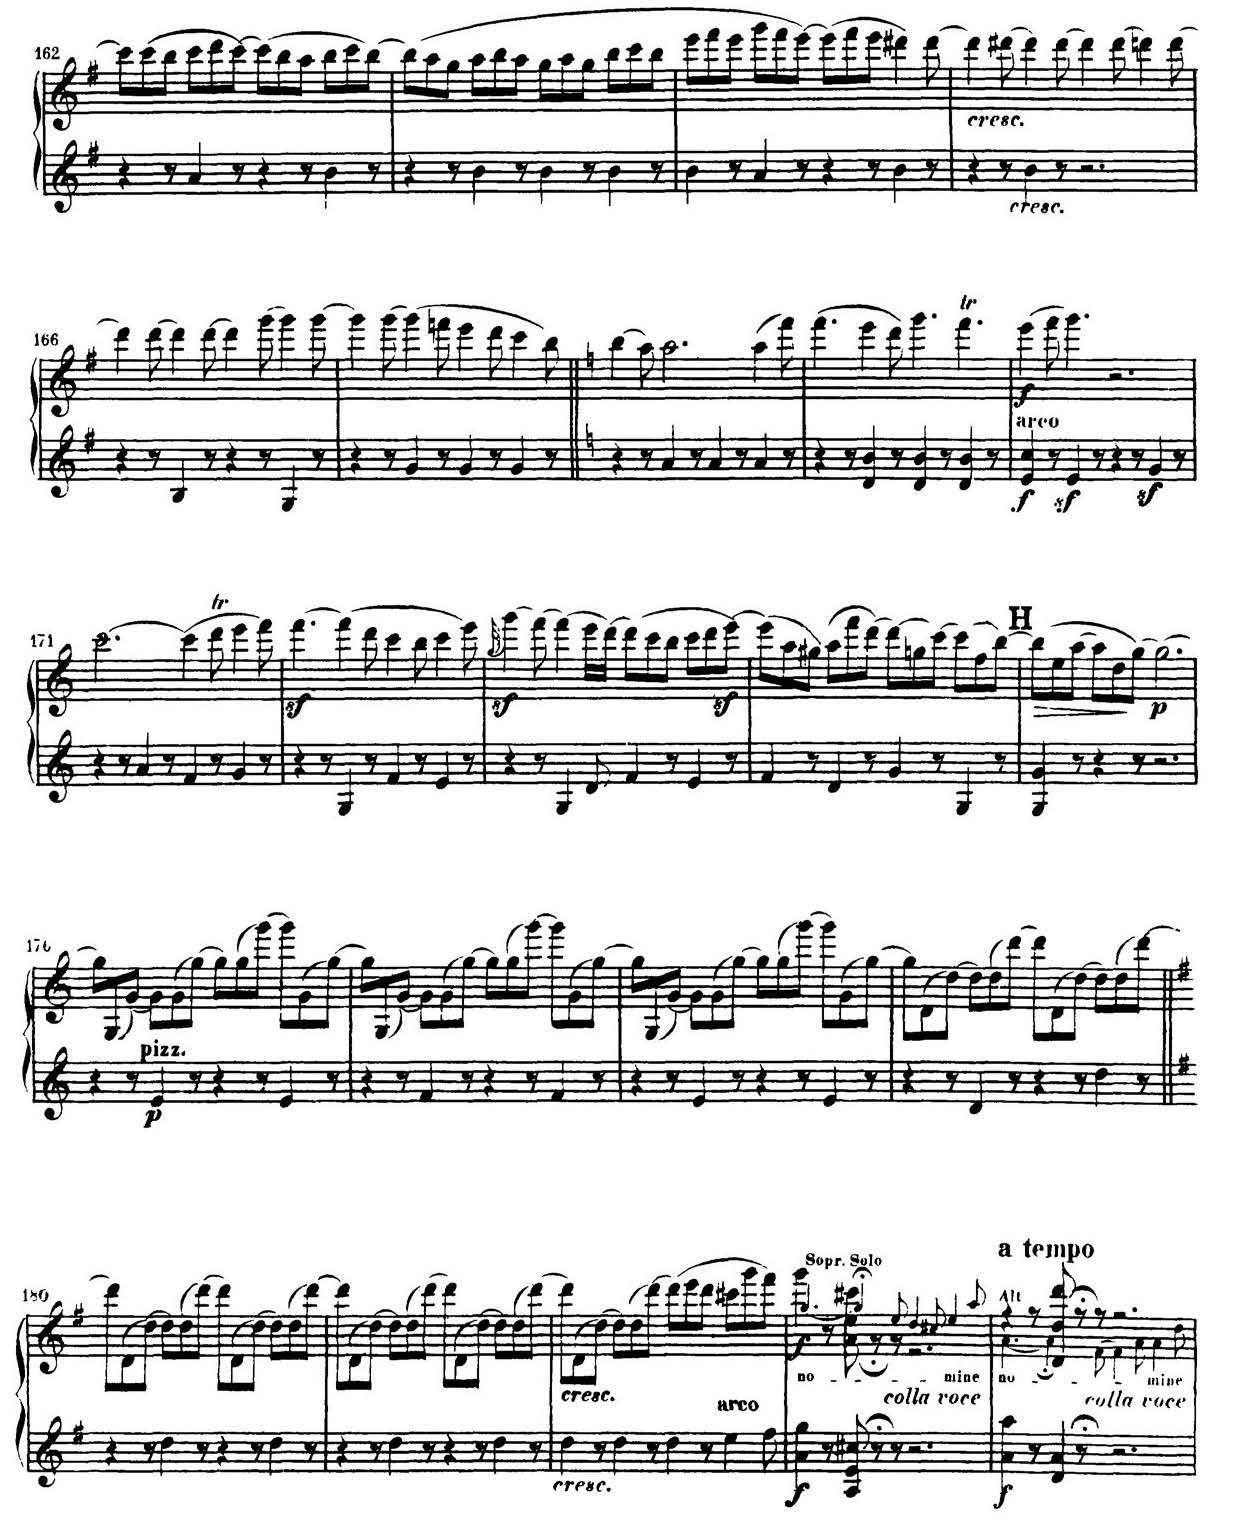 162
cresc.
cresc.
166
tr
f
arco
f sf sf
171
tr
H
sf sf sf p
176
pizz.
p
a tempo
Sopr. Solo
180
Alt
f
no - - - - mine no - - - - mine
cresc. arco colla voce colla voce
cresc. f f